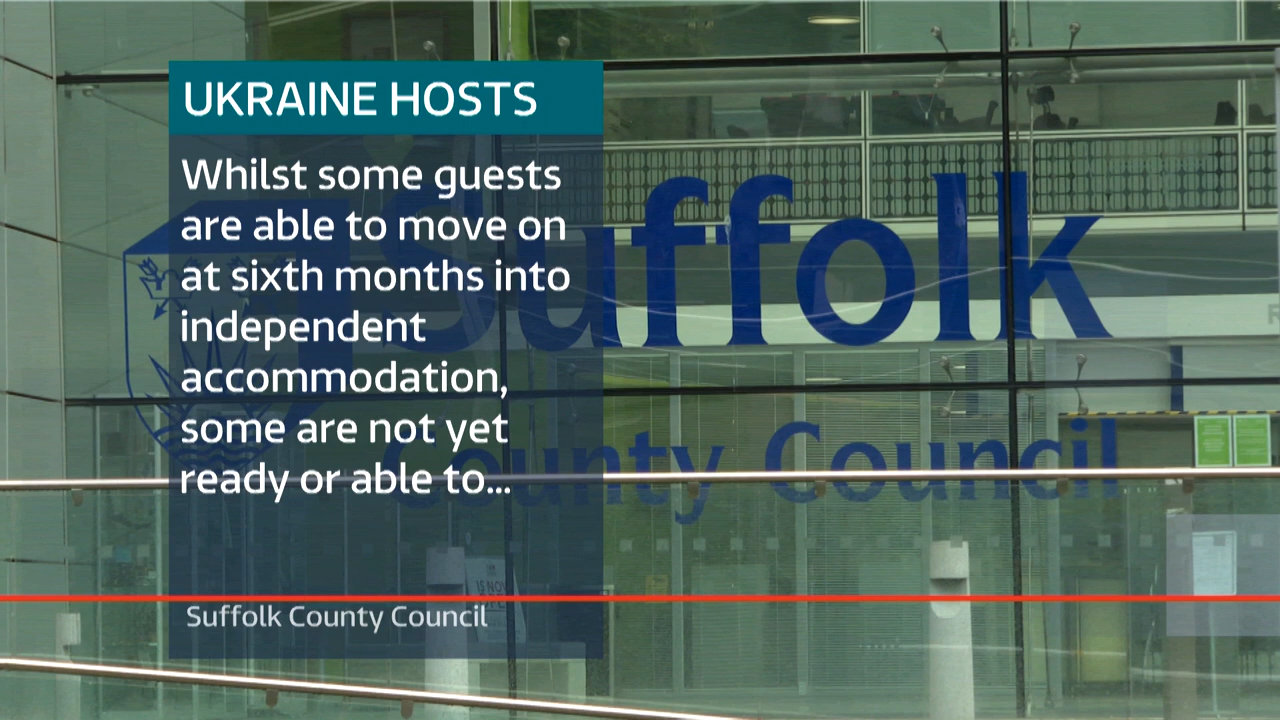 UKRAINE HOSTS
Whilst some guests
are able to move on
at sixth months into
independent
accommodation,
some are not yet
ready or able to...
Suffolk County Council
Suffolk
County Council